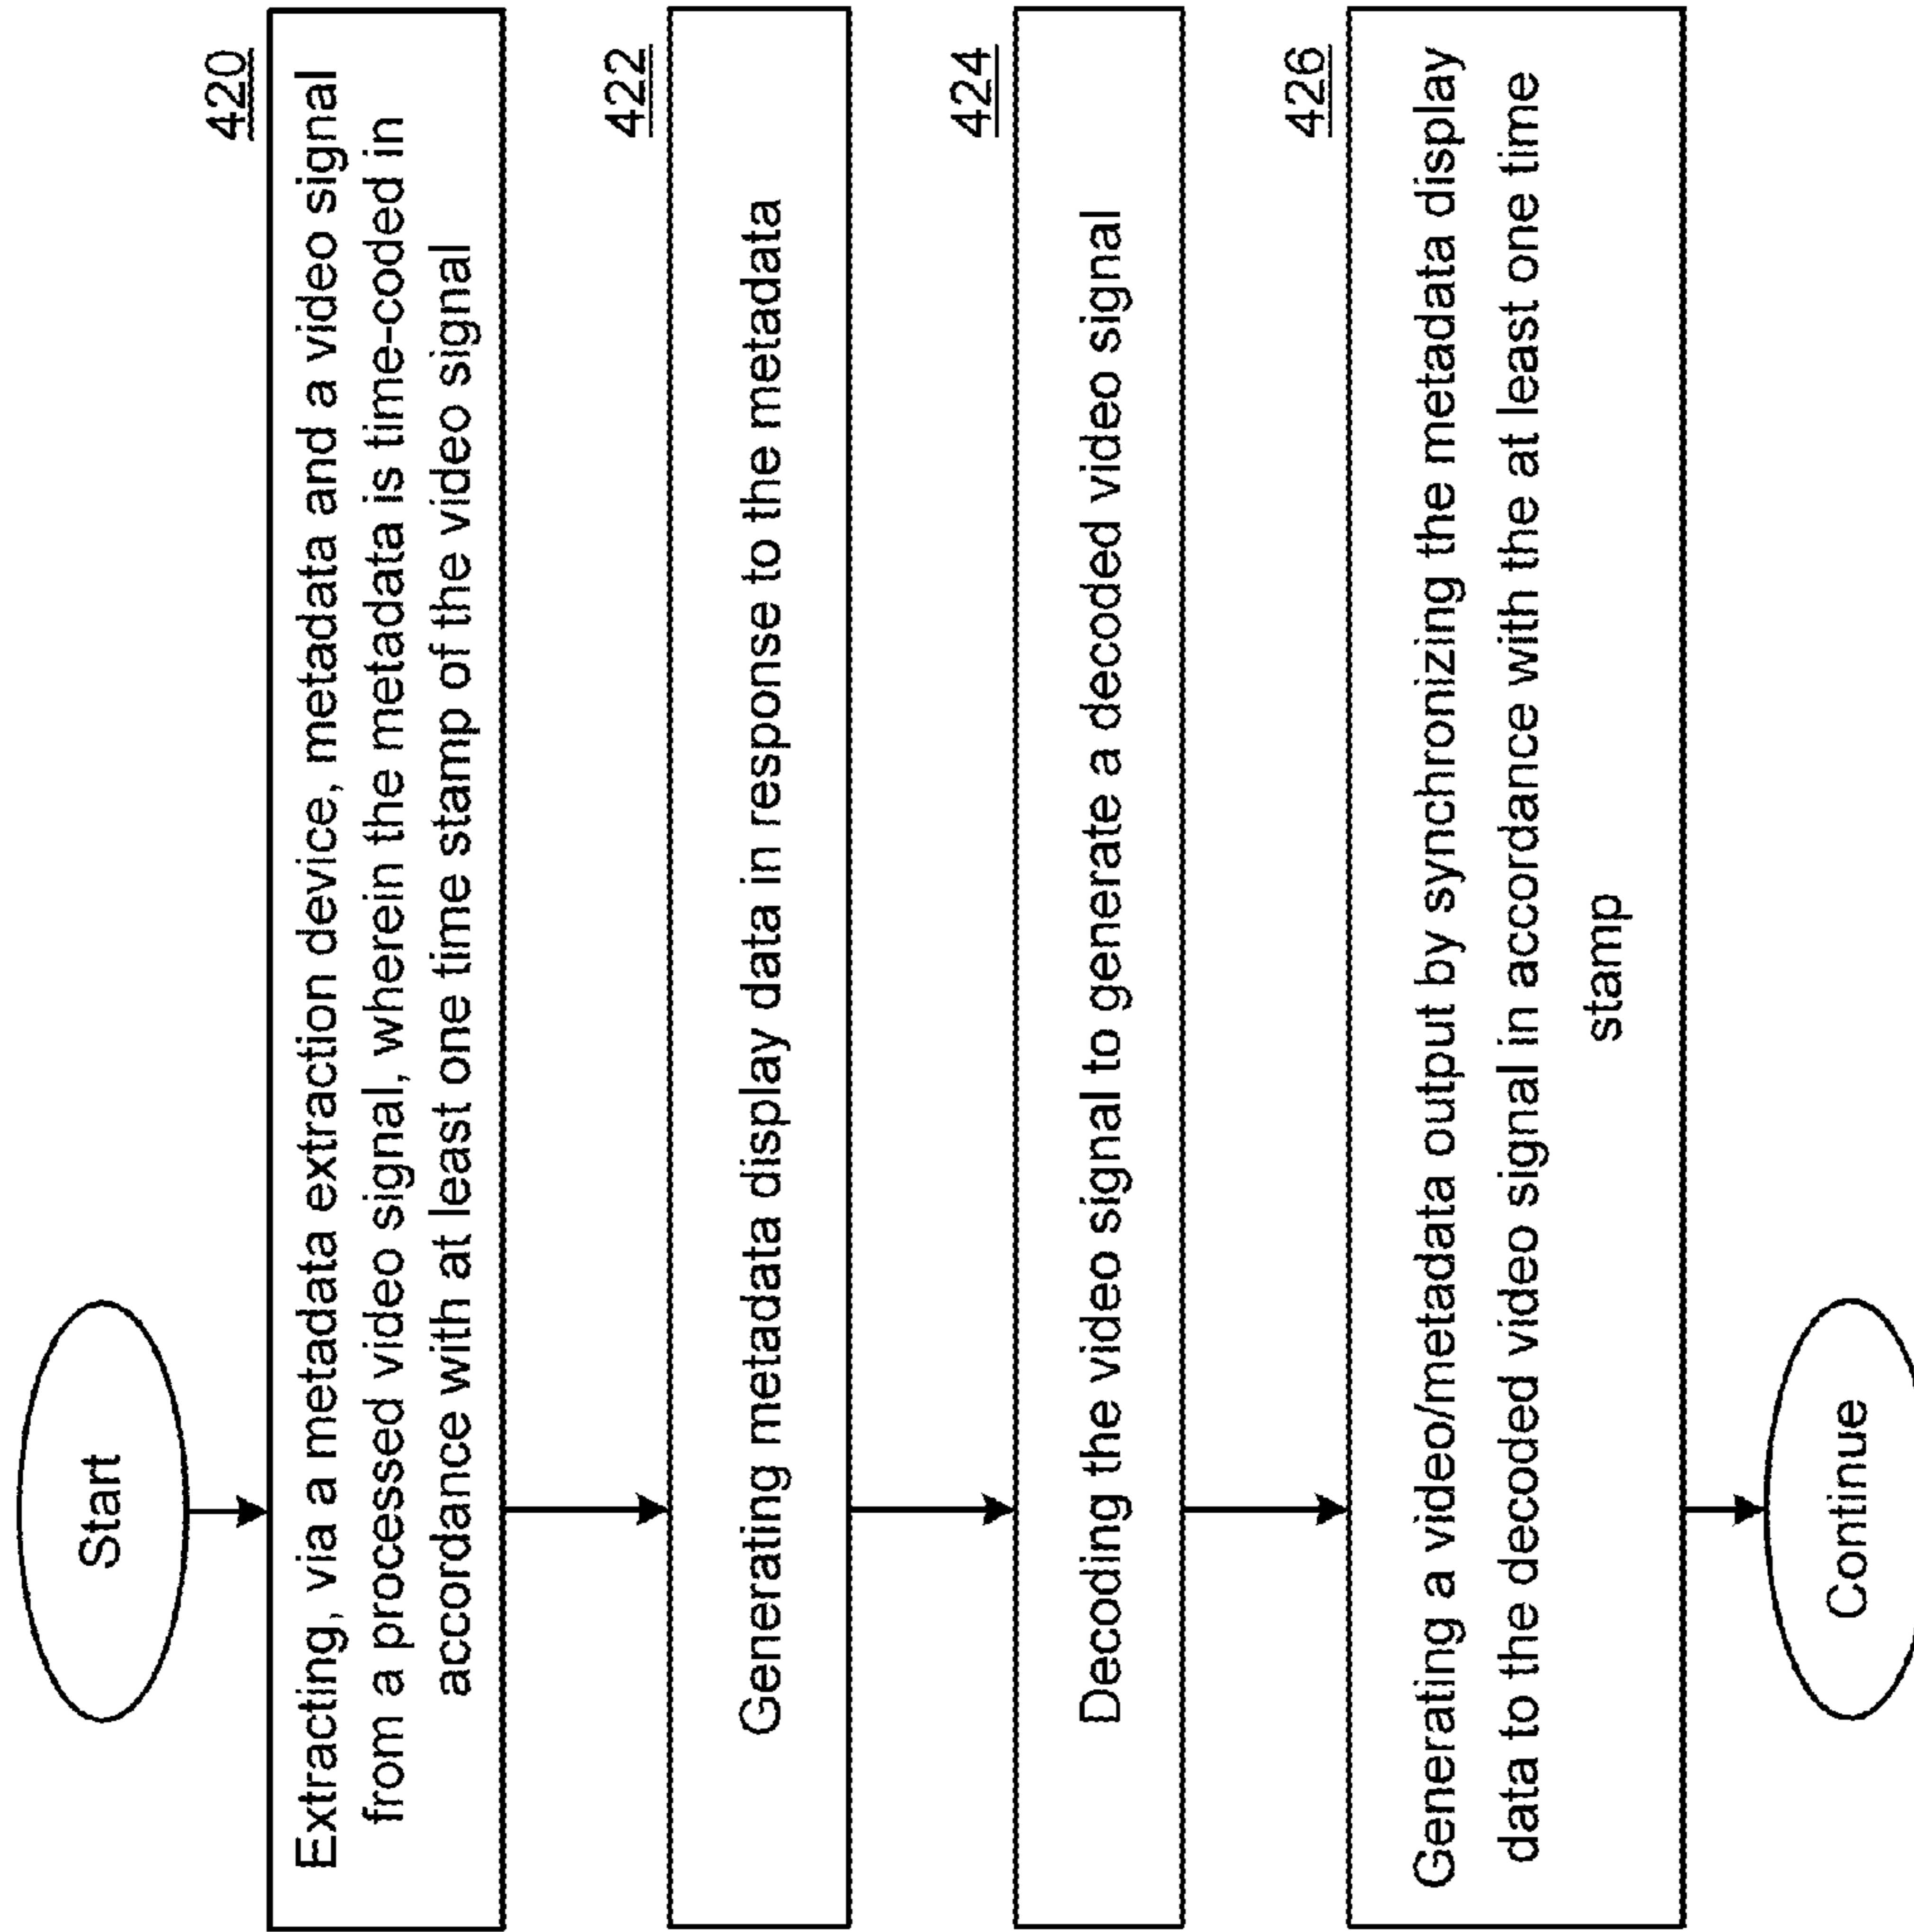 Start
420
Extracting, via a metadata extraction device, metadata and a video signal
from a processed video signal, wherein the metadata is time-coded in
accordance with at least one time stamp of the video signal
422
Generating metadata display data in response to the metadata
424
Decoding the video signal to generate a decoded video signal
426
Generating a video/metadata output by synchronizing the metadata display
data to the decoded video signal in accordance with the at least one time
stamp
Continue